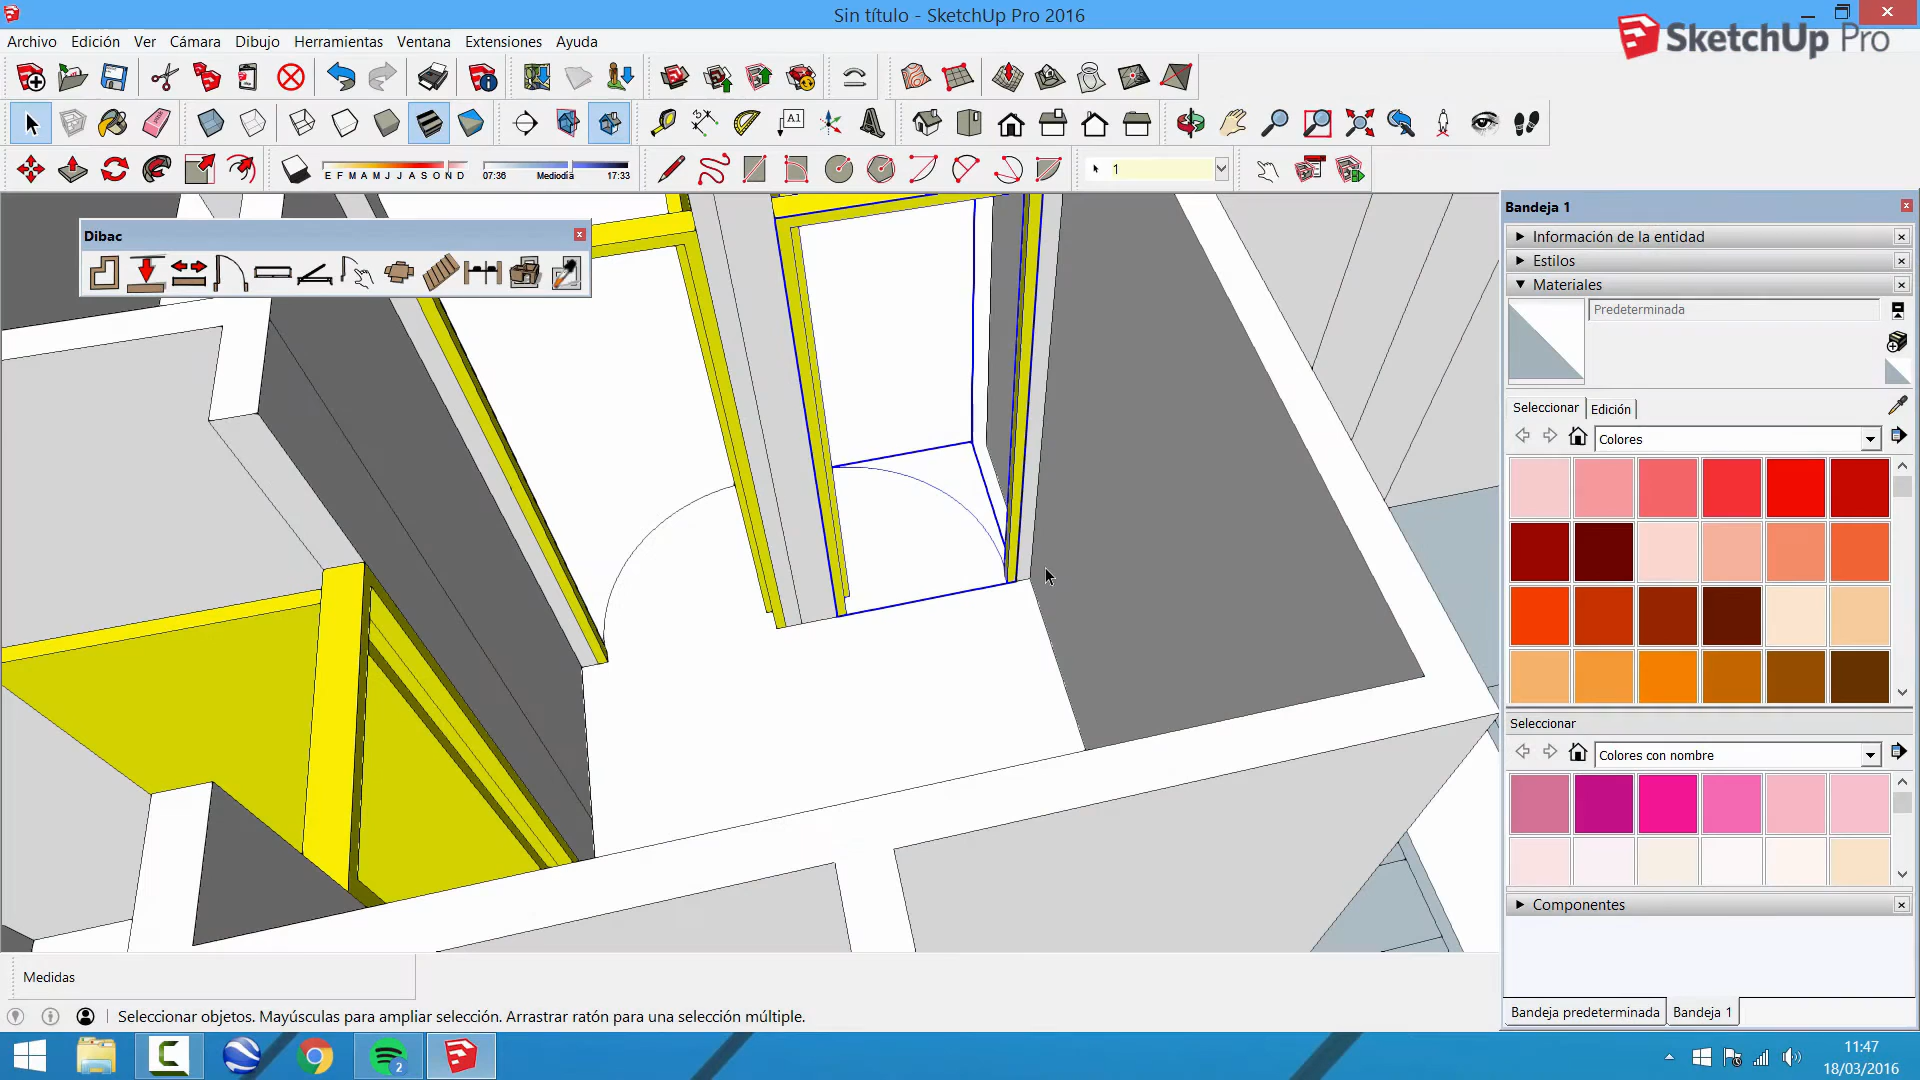 Sin título - SketchUp Pro 2016
SketchUp Pro
Archivo Edición Ver Cámara Dibujo Herramientas Ventana Extensiones Ayuda
A1
E F M A M J J A S O N D
07:36 Mediodía 17:33
1
Dibac
Bandeja 1
Información de la entidad
Estilos
Materiales
Predeterminada
Seleccionar Edición
Colores
Seleccionar
Colores con nombre
Componentes
Medidas
Bandeja predeterminada Bandeja 1
Seleccionar objetos. Mayúsculas para ampliar selección. Arrastrar ratón para una selección múltiple.
2
11:47
18/03/2016